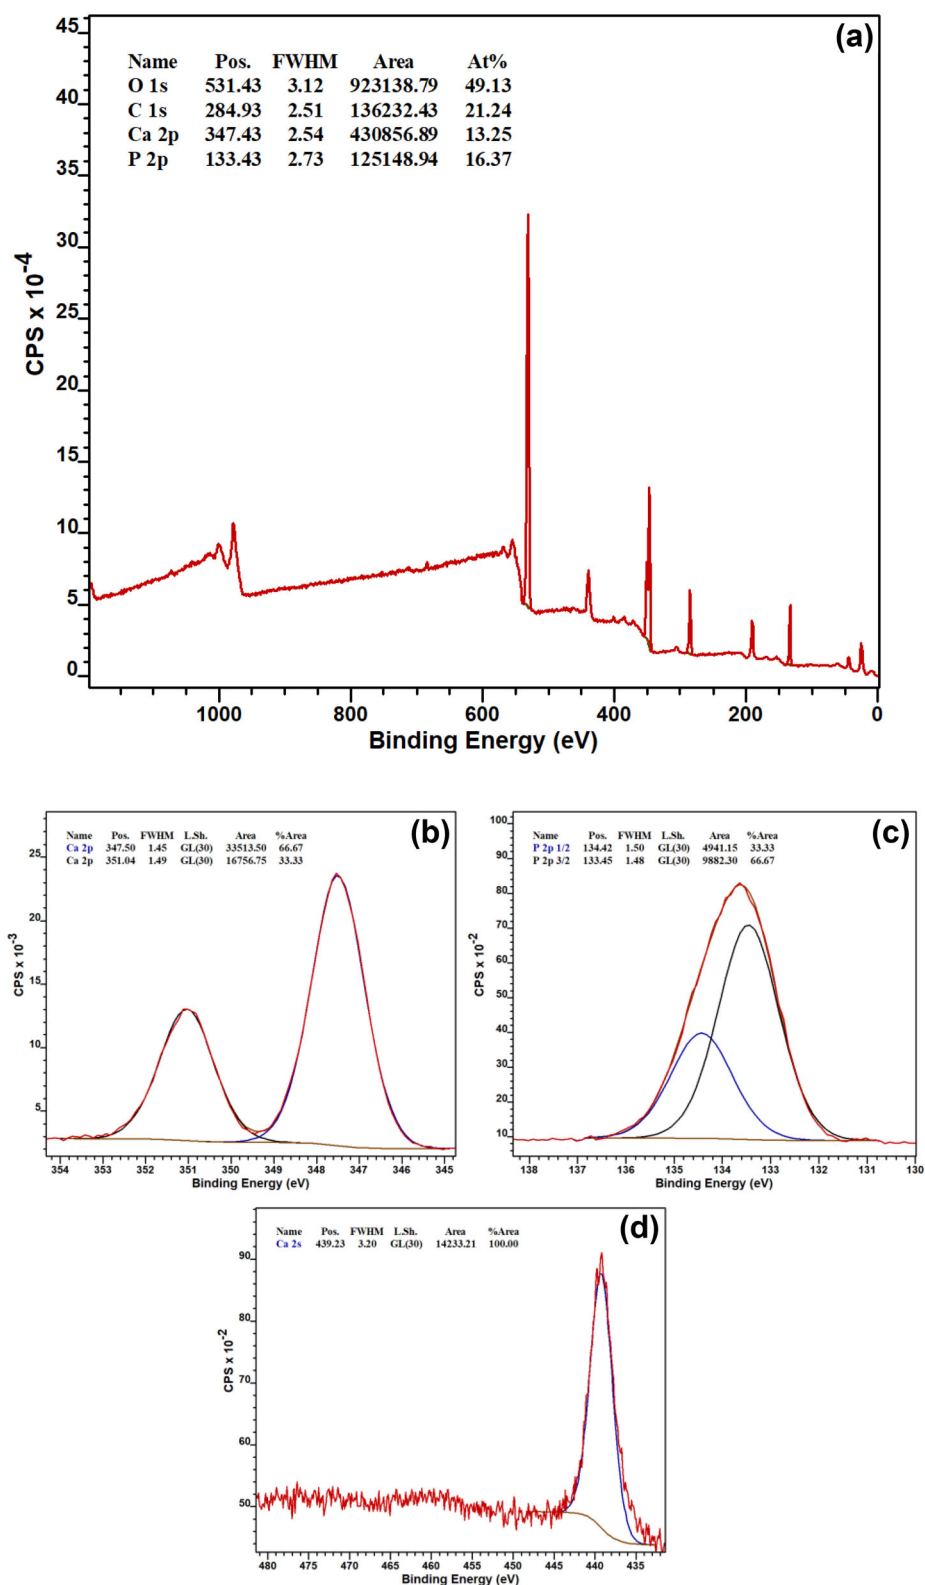 (a)
Name Pos. FWHM Area At%
O 1s 531.43 3.12 923138.79 49.13
C 1s 284.93 2.51 136232.43 21.24
Ca 2p 347.43 2.54 430856.89 13.25
P 2p 133.43 2.73 125148.94 16.37
CPS x 10-4
45
40
35
30
25
20
15
10
5
0
1000 800 600 400 200 0
Binding Energy (eV)
(b)
Name Pos. FWHM L.Sh. Area %Area
Ca 2p 347.50 1.45 GL(30) 33513.50 66.67
Ca 2p 351.04 1.49 GL(30) 16756.75 33.33
CPS x 10-3
25
20
15
10
5
354 353 352 351 350 349 348 347 346 345
Binding Energy (eV)
(c)
Name Pos. FWHM L.Sh. Area %Area
P 2p 1/2 134.42 1.50 GL(30) 4941.15 33.33
P 2p 3/2 133.45 1.48 GL(30) 9882.30 66.67
CPS x 10-2
100
90
80
70
60
50
40
30
20
10
138 137 136 135 134 133 132 131 130
Binding Energy (eV)
(d)
Name Pos. FWHM L.Sh. Area %Area
Ca 2s 439.23 3.20 GL(30) 14233.21 100.00
CPS x 10-2
90
80
70
60
50
480 475 470 465 460 455 450 445 440 435
Binding Energy (eV)